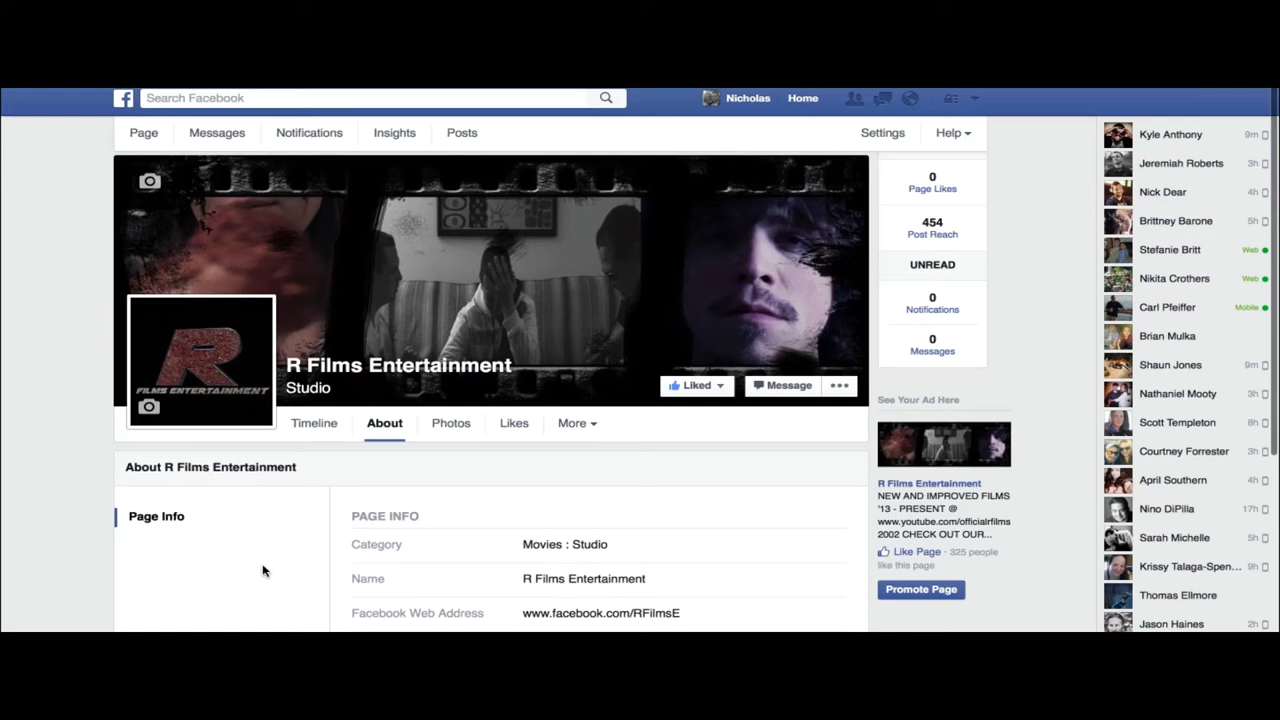 Search Facebook
Nicholas Home
Page Messages Notifications Insights Posts Settings Help
R Films Entertainment
Studio
R
FILMS ENTERTAINMENT
Liked Message •••
Timeline About Photos Likes More
0
Page Likes
454
Post Reach
UNREAD
0
Notifications
0
Messages
See Your Ad Here
R Films Entertainment
NEW AND IMPROVED FILMS
'13 - PRESENT @
www.youtube.com/officialrfilms
2002 CHECK OUT OUR...
Like Page · 325 people
like this page
Promote Page
About R Films Entertainment
Page Info
PAGE INFO
Category Movies : Studio
Name R Films Entertainment
Facebook Web Address www.facebook.com/RFilmsE
Kyle Anthony 9m
Jeremiah Roberts 3h
Nick Dear 4h
Brittney Barone 5h
Stefanie Britt Web
Nikita Crothers Web
Carl Pfeiffer Mobile
Brian Mulka
Shaun Jones 9m
Nathaniel Mooty 3h
Scott Templeton 8h
Courtney Forrester 3h
April Southern 4h
Nino DiPilla 17h
Sarah Michelle 5h
Krissy Talaga-Spen... 9h
Thomas Ellmore
Jason Haines 2h